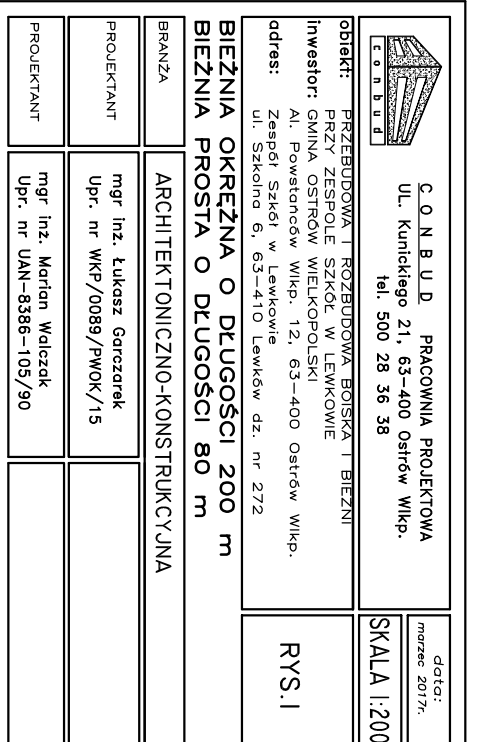 conbud
CONBUD PRACOWNIA PROJEKTOWA
UL. Kunickiego 21, 63-400 Ostrów Wlkp.
tel. 500 28 36 38
data:
marzec 2017r.
SKALA 1:200
obiekt: PRZEBUDOWA I ROZBUDOWA BOISKA I BIEŻNI
PRZY ZESPOLE SZKÓŁ W LEWKOWIE
inwestor: GMINA OSTRÓW WIELKOPOLSKI
Al. Powstańców Wlkp. 12, 63-400 Ostrów Wlkp.
adres: Zespół Szkół w Lewkowie
ul. Szkolna 6, 63-410 Lewków dz. nr 272
RYS.I
BIEŻNIA OKRĘŻNA O DŁUGOŚCI 200 m
BIEŻNIA PROSTA O DŁUGOŚCI 80 m
BRANŻA ARCHITEKTONICZNO-KONSTRUKCYJNA
PROJEKTANT mgr inż. Łukasz Garczarek
Upr. nr WKP/0089/PWOK/15
PROJEKTANT mgr inż. Marian Walczak
Upr. nr UAN-8386-105/90